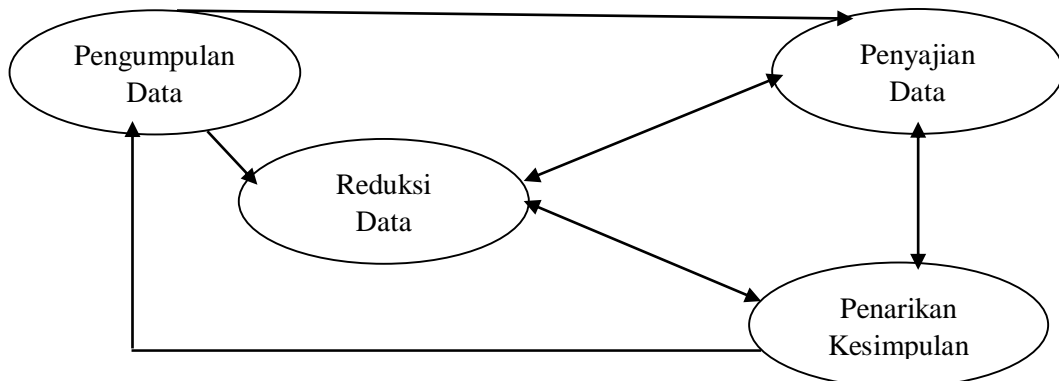 Pengumpulan
Data
Penyajian
Data
Reduksi
Data
Penarikan
Kesimpulan